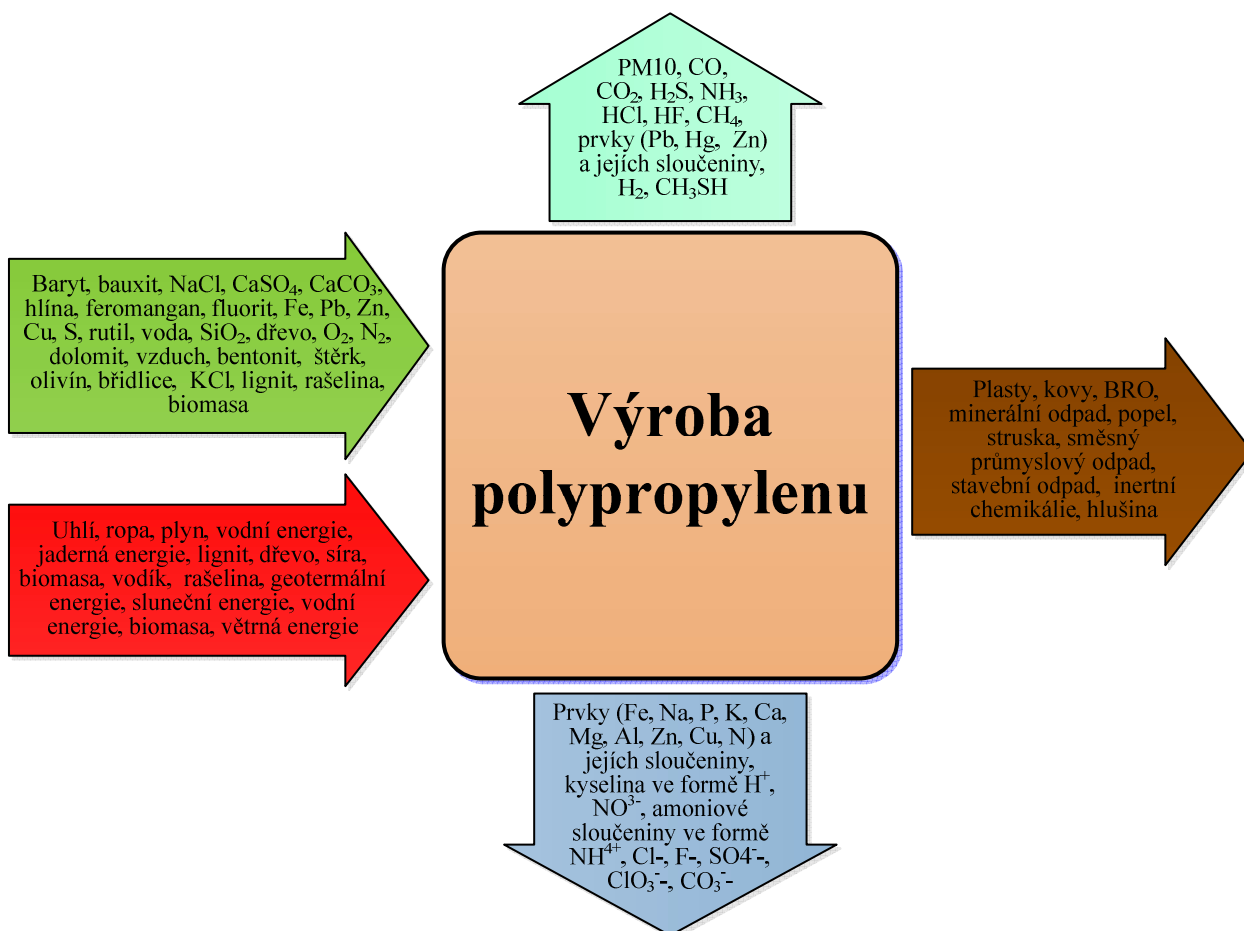 PM10, CO,
CO₂, H₂S, NH₃,
HCl, HF, CH₄,
prvky (Pb, Hg, Zn)
a jejích sloučeniny,
H₂, CH₃SH
Baryt, bauxit, NaCl, CaSO₄, CaCO₃,
hlína, feromangan, fluorit, Fe, Pb, Zn,
Cu, S, rutil, voda, SiO₂, dřevo, O₂, N₂,
dolomit, vzduch, bentonit, štěrk,
olivín, břidlice, KCl, lignit, rašelina,
biomasa
Výroba
polypropylenu
Plasty, kovy, BRO,
minerální odpad, popel,
struska, směsný
průmyslový odpad,
stavební odpad, inertní
chemikálie, hlušina
Uhlí, ropa, plyn, vodní energie,
jaderná energie, lignit, dřevo, síra,
biomasa, vodík, rašelina, geotermální
energie, sluneční energie, vodní
energie, biomasa, větrná energie
Prvky (Fe, Na, P, K, Ca,
Mg, Al, Zn, Cu, N) a
jejích sloučeniny,
kyselina ve formě H⁺,
NO³⁻, amoniové
sloučeniny ve formě
NH⁴⁺, Cl-, F-, SO4⁻-,
ClO₃⁻-, CO₃⁻-